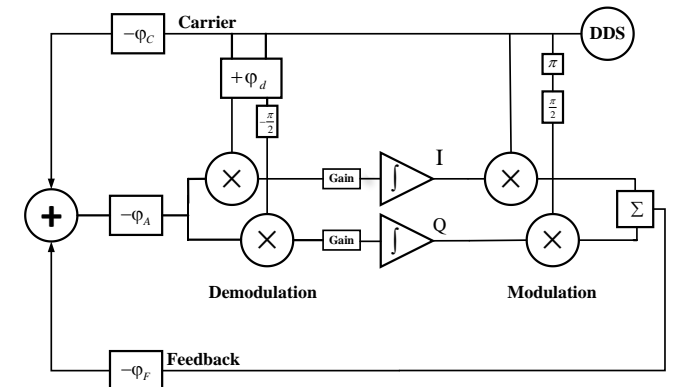 Carrier
−φC
DDS
+φd
π
−π/2
π/2
Gain
∫
I
Σ
−φA
Gain
∫
Q
Demodulation
Modulation
Feedback
−φF